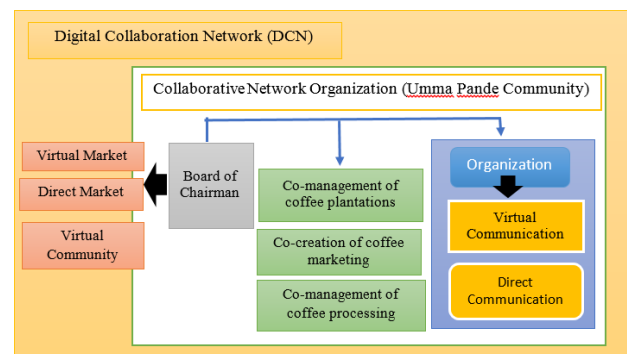 Digital Collaboration Network (DCN)
Collaborative Network Organization (Umma Pande Community)
Virtual Market
Direct Market
Virtual
Community
Board of
Chairman
Co-management of
coffee plantations
Co-creation of coffee
marketing
Co-management of
coffee processing
Organization
Virtual
Communication
Direct
Communication